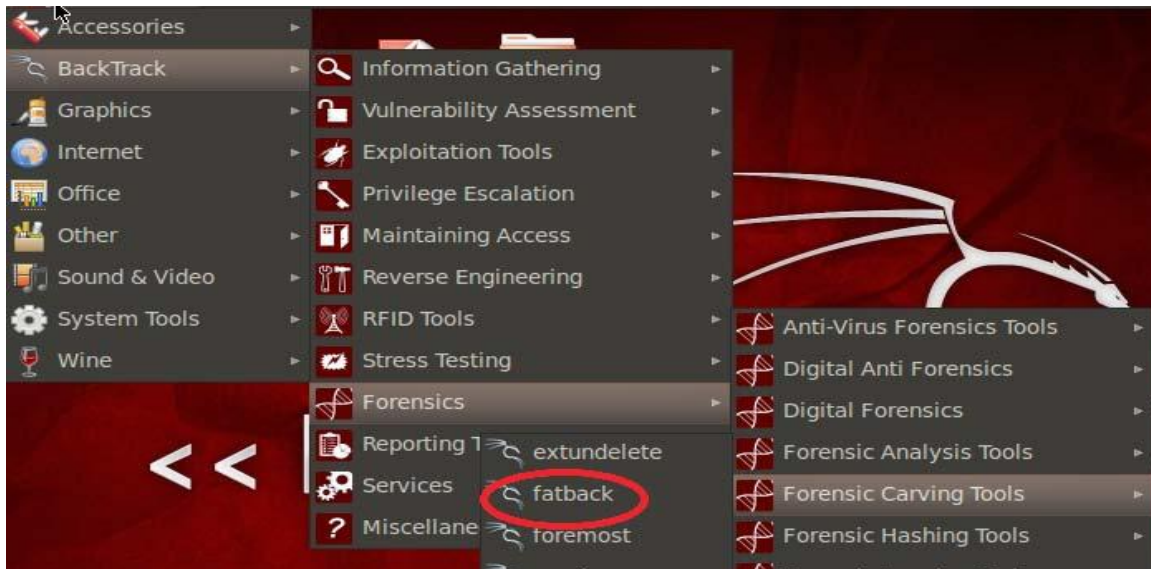 Accessories
BackTrack
Graphics
Internet
Office
Other
Sound & Video
System Tools
Wine
Information Gathering
Vulnerability Assessment
Exploitation Tools
Privilege Escalation
Maintaining Access
Reverse Engineering
RFID Tools
Stress Testing
Forensics
Reporting T
Services
Miscellane
extundelete
fatback
foremost
Anti-Virus Forensics Tools
Digital Anti Forensics
Digital Forensics
Forensic Analysis Tools
Forensic Carving Tools
Forensic Hashing Tools
<<